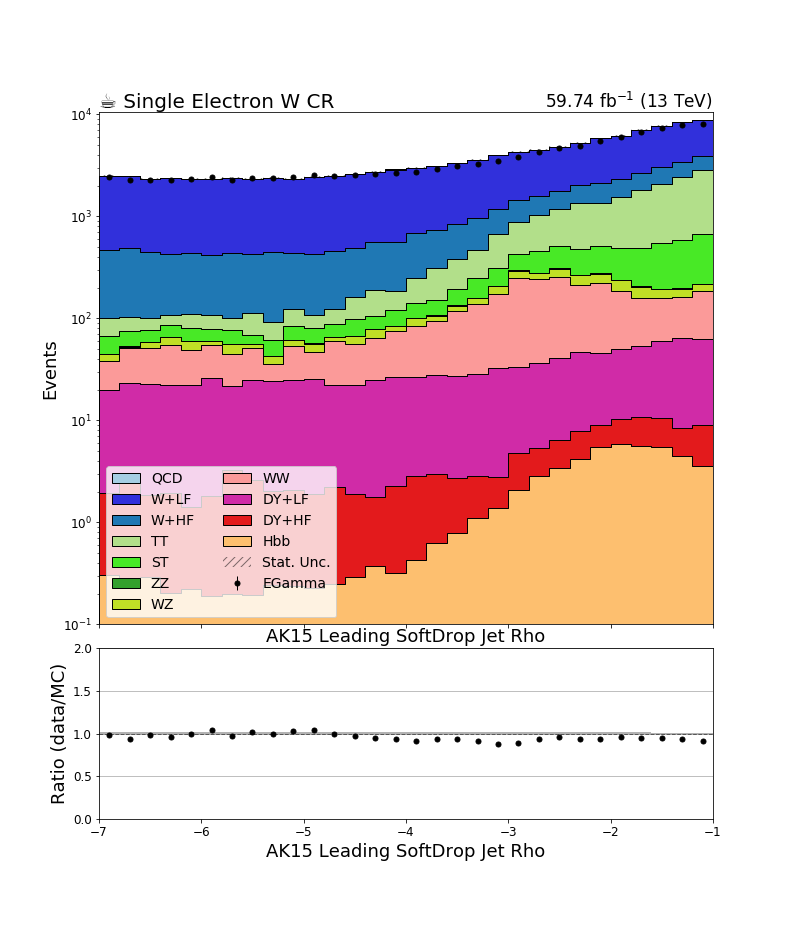 ☕ Single Electron W CR
59.74 fb⁻¹ (13 TeV)
Events
10⁴
10³
10²
10¹
10⁰
10⁻¹
QCD
W+LF
W+HF
TT
ST
ZZ
WZ
WW
DY+LF
DY+HF
Hbb
Stat. Unc.
EGamma
AK15 Leading SoftDrop Jet Rho
Ratio (data/MC)
2.0
1.5
1.0
0.5
0.0
−7 −6 −5 −4 −3 −2 −1
AK15 Leading SoftDrop Jet Rho